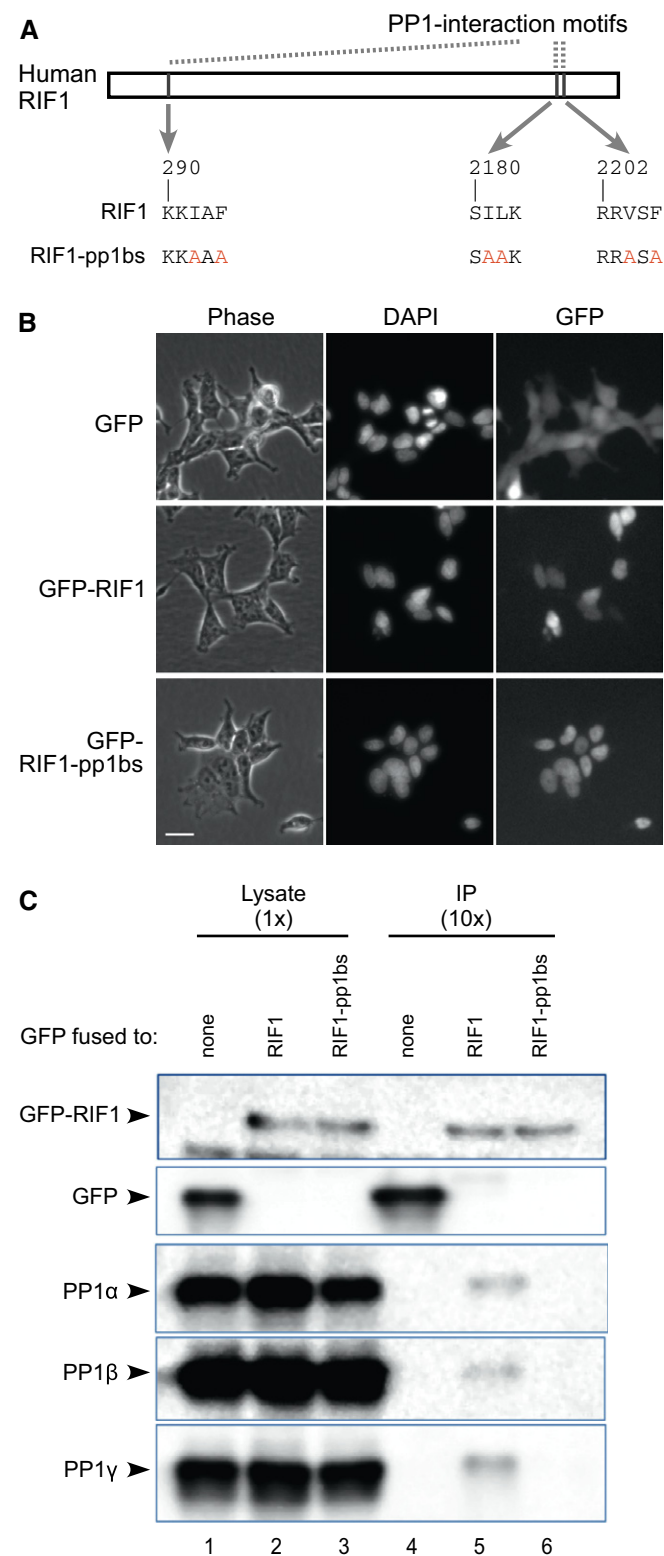 A
PP1-interaction motifs
Human
RIF1
290 2180 2202
RIF1 KKIAF SILK RRVSF
RIF1-pp1bs KKAAA SAAK RRASA
B
Phase DAPI GFP
GFP
GFP-RIF1
GFP-
RIF1-pp1bs
C
Lysate IP
(1x) (10x)
GFP fused to: none RIF1 RIF1-pp1bs none RIF1 RIF1-pp1bs
GFP-RIF1
GFP
PP1α
PP1β
PP1γ
1 2 3 4 5 6